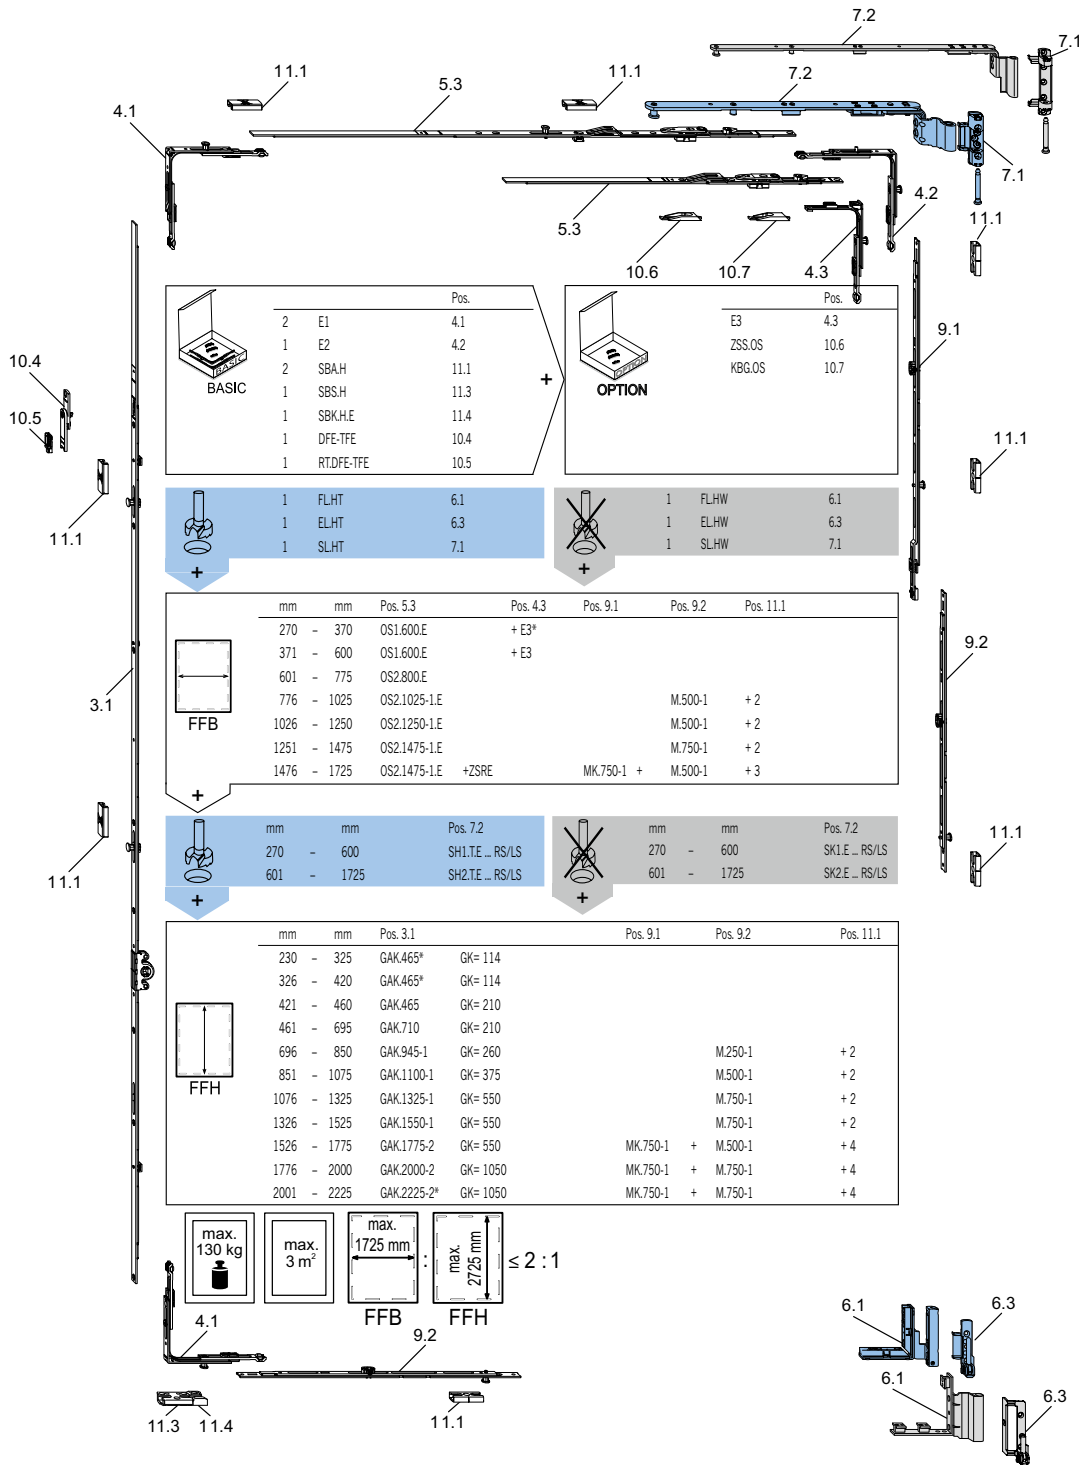 7.2
7.1
11.1
11.1
7.2
5.3
4.1
7.1
5.3
4.2
11.1
10.6
10.7
4.3
Pos.
2 E1 4.1
1 E2 4.2
2 SBA.H 11.1
1 SBS.H 11.3
1 SBK.H.E 11.4
1 DFE-TFE 10.4
1 RT.DFE-TFE 10.5
BASIC
BASIC
+
Pos.
E3 4.3
ZSS.OS 10.6
KBG.OS 10.7
OPTION
OPTION
9.1
10.4
10.5
11.1
11.1
1 FL.HT 6.1
1 EL.HT 6.3
1 SL.HT 7.1
+
1 FL.HW 6.1
1 EL.HW 6.3
1 SL.HW 7.1
+
mm mm Pos. 5.3 Pos. 4.3 Pos. 9.1 Pos. 9.2 Pos. 11.1
270 – 370 OS1.600.E + E3*
371 – 600 OS1.600.E + E3
601 – 775 OS2.800.E
776 – 1025 OS2.1025-1.E M.500-1 + 2
1026 – 1250 OS2.1250-1.E M.500-1 + 2
1251 – 1475 OS2.1475-1.E M.750-1 + 2
1476 – 1725 OS2.1475-1.E +ZSRE MK.750-1 + M.500-1 + 3
FFB
+
9.2
3.1
mm mm Pos. 7.2
270 – 600 SH1.T.E ... RS/LS
601 – 1725 SH2.T.E ... RS/LS
+
mm mm Pos. 7.2
270 – 600 SK1.E ... RS/LS
601 – 1725 SK2.E ... RS/LS
+
11.1
11.1
mm mm Pos. 3.1 Pos. 9.1 Pos. 9.2 Pos. 11.1
230 – 325 GAK.465* GK= 114
326 – 420 GAK.465* GK= 114
421 – 460 GAK.465 GK= 210
461 – 695 GAK.710 GK= 210
696 – 850 GAK.945-1 GK= 260 M.250-1 + 2
851 – 1075 GAK.1100-1 GK= 375 M.500-1 + 2
1076 – 1325 GAK.1325-1 GK= 550 M.750-1 + 2
1326 – 1525 GAK.1550-1 GK= 550 M.750-1 + 2
1526 – 1775 GAK.1775-2 GK= 550 MK.750-1 + M.500-1 + 4
1776 – 2000 GAK.2000-2 GK= 1050 MK.750-1 + M.750-1 + 4
2001 – 2225 GAK.2225-2* GK= 1050 MK.750-1 + M.750-1 + 4
FFH
max.
130 kg
max.
3 m²
max.
1725 mm
FFB
:
max.
2725 mm
FFH
≤ 2 : 1
4.1
9.2
11.3
11.4
11.1
6.1
6.3
6.1
6.3